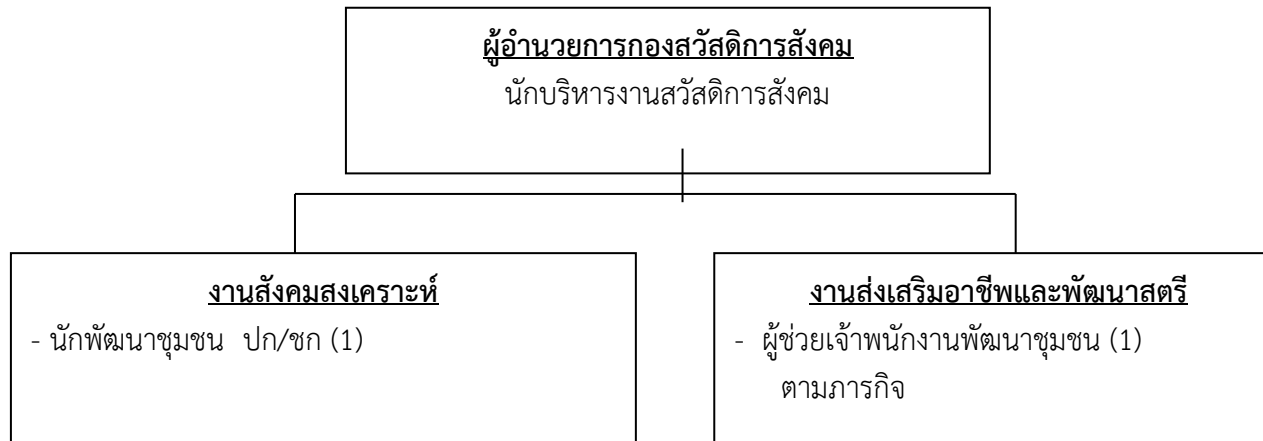 ผู้อำนวยการกองสวัสดิการสังคม
นักบริหารงานสวัสดิการสังคม
งานสังคมสงเคราะห์
- นักพัฒนาชุมชน ปก/ชก (1)
งานส่งเสริมอาชีพและพัฒนาสตรี
- ผู้ช่วยเจ้าพนักงานพัฒนาชุมชน (1)
ตามภารกิจ